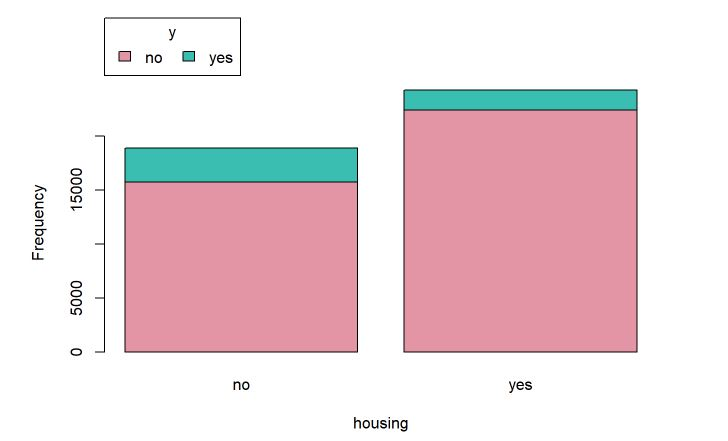 y
no yes
Frequency
15000
5000
0
no yes
housing